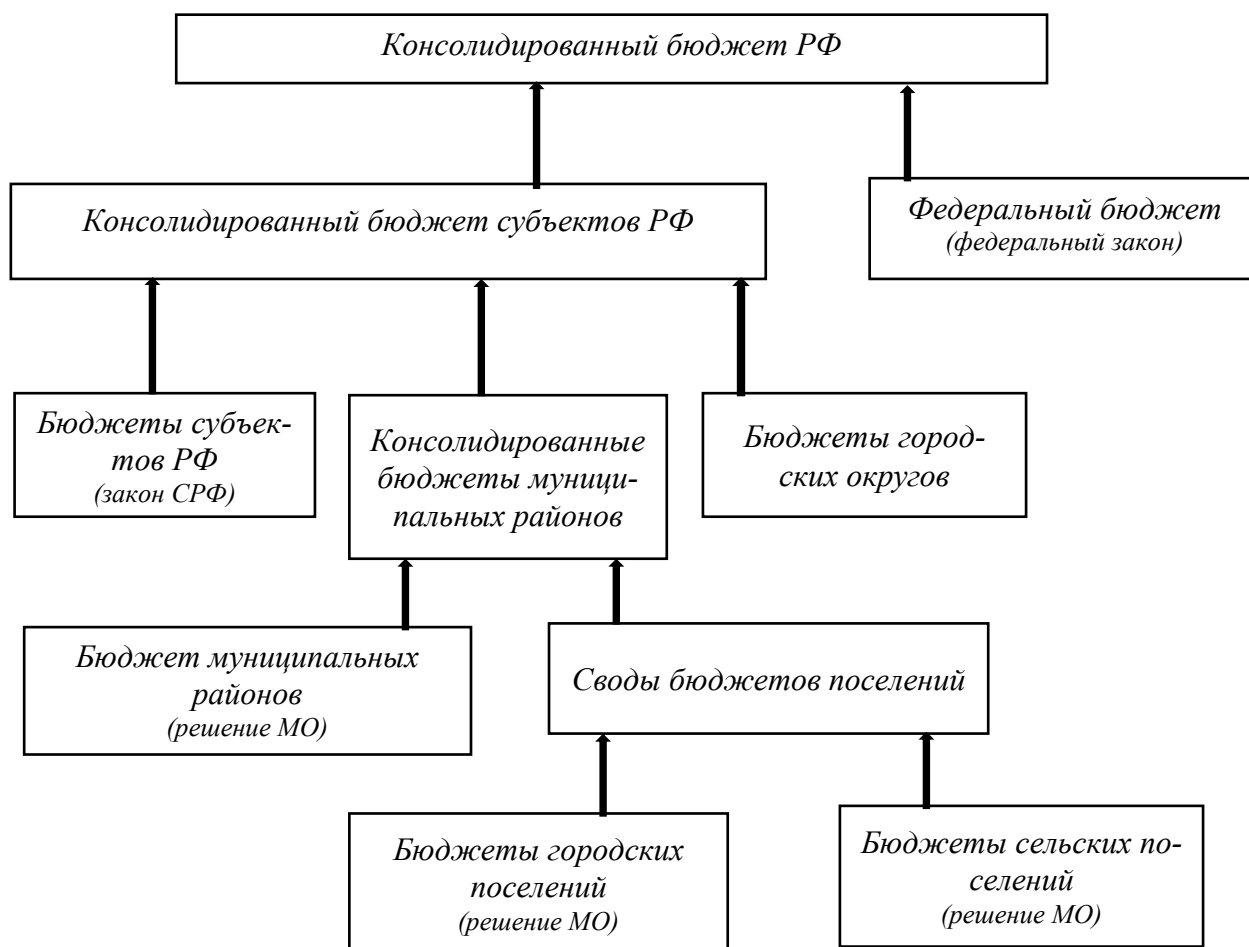 Консолидированный бюджет РФ
Консолидированный бюджет субъектов РФ
Федеральный бюджет
(федеральный закон)
Бюджеты субъек-
тов РФ
(закон СРФ)
Консолидированные
бюджеты муници-
пальных районов
Бюджеты город-
ских округов
Бюджет муниципальных
районов
(решение МО)
Своды бюджетов поселений
Бюджеты городских
поселений
(решение МО)
Бюджеты сельских по-
селений
(решение МО)